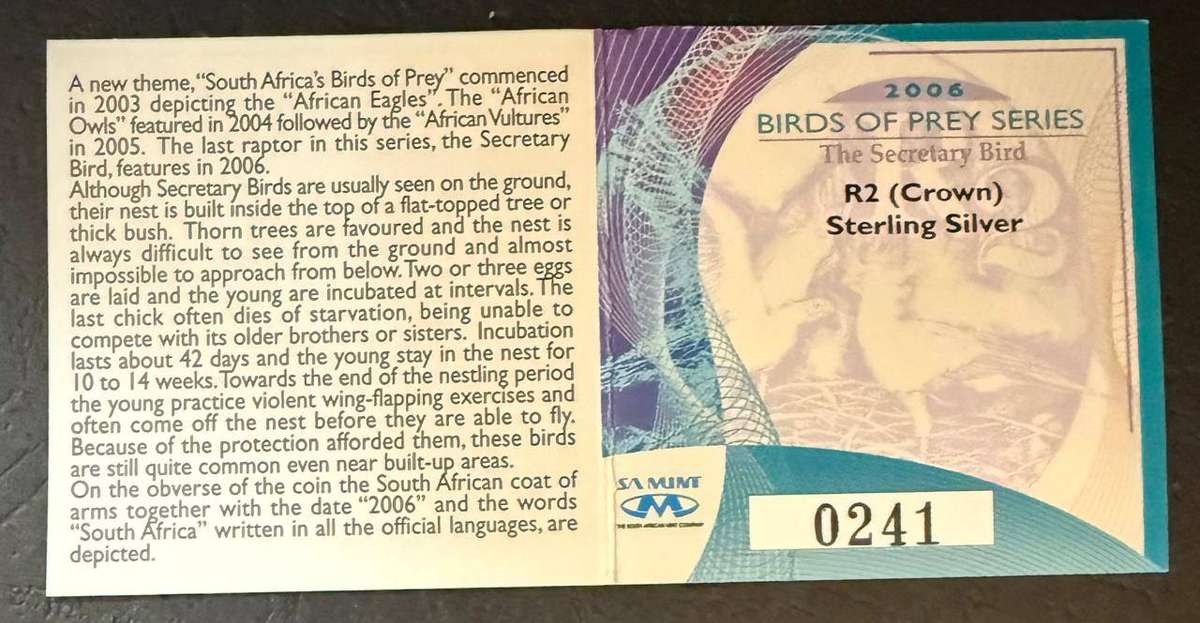 A new theme, "South Africa's Birds of Prey" commenced
in 2003 depicting the "African Eagles". The "African
Owls" featured in 2004 followed by the "African Vultures"
in 2005. The last raptor in this series, the Secretary
Bird, features in 2006.
Although Secretary Birds are usually seen on the ground,
their nest is built inside the top of a flat-topped tree or
thick bush. Thorn trees are favoured and the nest is
always difficult to see from the ground and almost
impossible to approach from below. Two or three eggs
are laid and the young are incubated at intervals. The
last chick often dies of starvation, being unable to
compete with its older brothers or sisters. Incubation
lasts about 42 days and the young stay in the nest for
10 to 14 weeks. Towards the end of the nestling period
the young practice violent wing-flapping exercises and
often come off the nest before they are able to fly.
Because of the protection afforded them, these birds
are still quite common even near built-up areas.
On the obverse of the coin the South African coat of
arms together with the date "2006" and the words
"South Africa" written in all the official languages, are
depicted.
2006
BIRDS OF PREY SERIES
The Secretary Bird
R2 (Crown)
Sterling Silver
2
SA MINT
THE SOUTH AFRICAN MINT COMPANY
0241